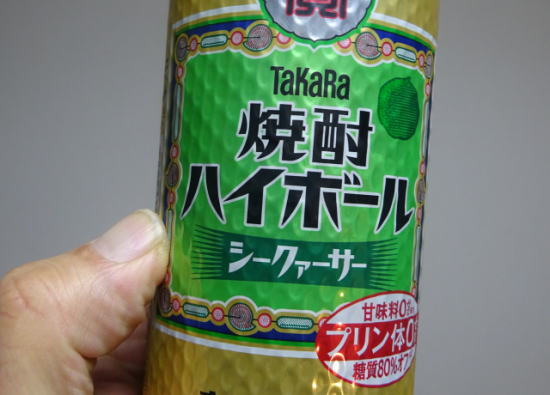 TaKaRa
焼酎
ハイボール
シークァーサー
甘味料0
プリン体0
糖質80%オフ